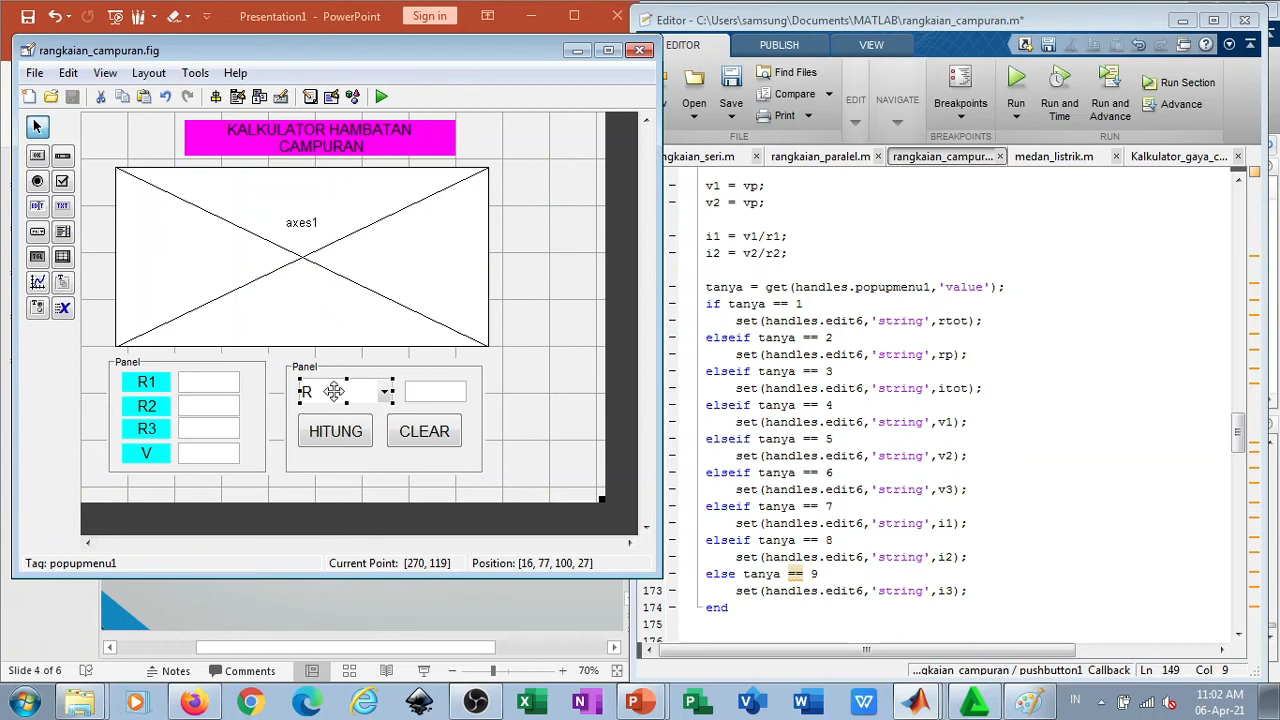 Presentation1 - PowerPoint
Sign in
rangkaian_campuran.fig
File Edit View Layout Tools Help
KALKULATOR HAMBATAN
CAMPURAN
axes1
Panel
R1
R2
R3
V
Panel
R
HITUNG CLEAR
Tag: popupmenu1 Current Point: [270, 119] Position: [16, 77, 100, 27]
Slide 4 of 6 Notes Comments 70%
Editor - C:\Users\samsung\Documents\MATLAB\rangkaian_campuran.m*
EDITOR PUBLISH VIEW
Find Files
Compare
Print
Open Save
EDIT NAVIGATE
Breakpoints
Run Run and Time Run and Advance
Run Section
Advance
FILE BREAKPOINTS RUN
ngkaian_seri.m rangkaian_paralel.m rangkaian_campur... medan_listrik.m Kalkulator_gaya_c...
v1 = vp;
v2 = vp;
i1 = v1/r1;
i2 = v2/r2;
tanya = get(handles.popupmenu1,'value');
if tanya == 1
set(handles.edit6,'string',rtot);
elseif tanya == 2
set(handles.edit6,'string',rp);
elseif tanya == 3
set(handles.edit6,'string',itot);
elseif tanya == 4
set(handles.edit6,'string',v1);
elseif tanya == 5
set(handles.edit6,'string',v2);
elseif tanya == 6
set(handles.edit6,'string',v3);
elseif tanya == 7
set(handles.edit6,'string',i1);
elseif tanya == 8
set(handles.edit6,'string',i2);
else tanya == 9
173 set(handles.edit6,'string',i3);
174 end
175
...gkaian_campuran / pushbutton1_Callback Ln 149 Col 9
IN 11:02 AM
06-Apr-21